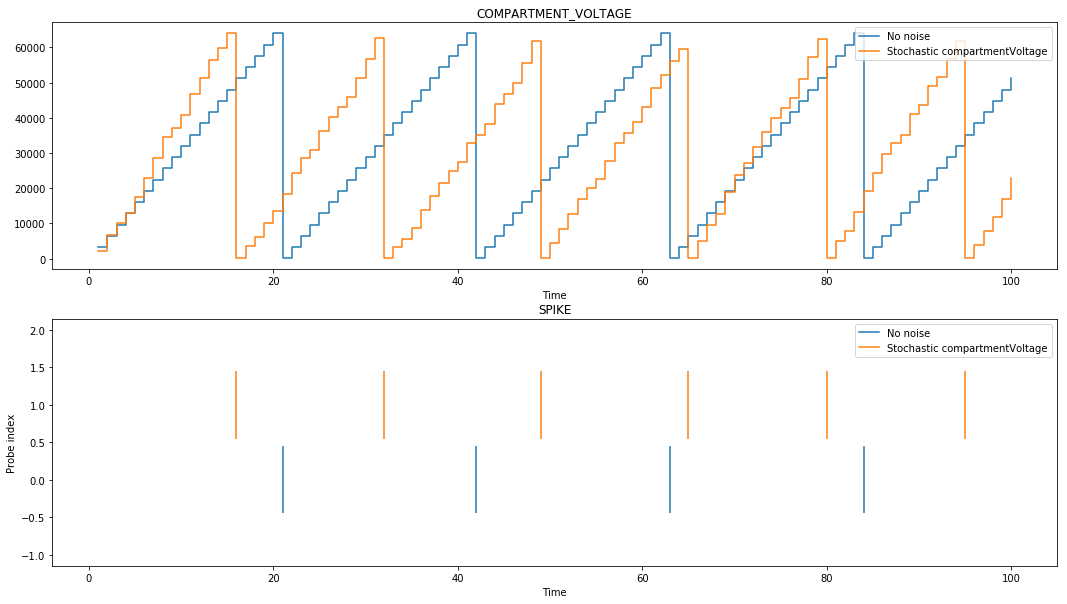 COMPARTMENT_VOLTAGE
No noise
Stochastic compartmentVoltage
60000
50000
40000
30000
20000
10000
0
0 20 40 60 80 100
Time
SPIKE
No noise
Stochastic compartmentVoltage
Probe index
2.0
1.5
1.0
0.5
0.0
−0.5
−1.0
0 20 40 60 80 100
Time